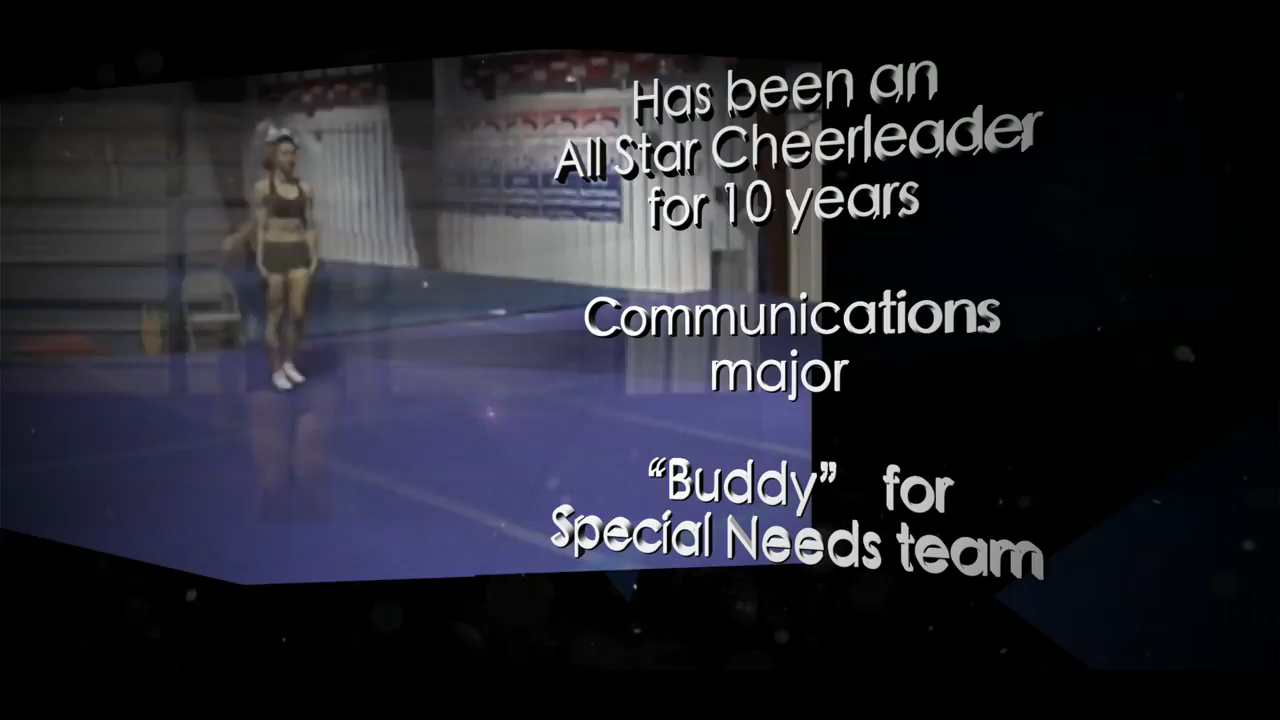 Has been an
All Star Cheerleader
for 10 years
Communications
major
“Buddy” for
Special Needs team